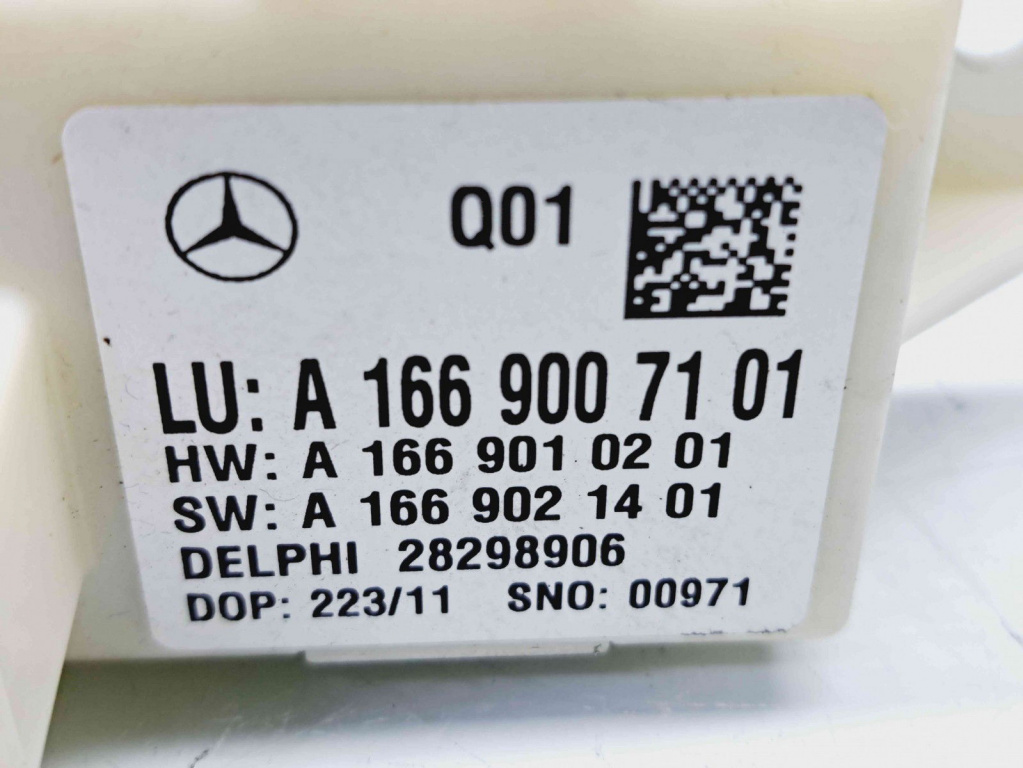 Q01
LU: A 166 900 71 01
HW: A 166 901 02 01
SW: A 166 902 14 01
DELPHI 28298906
DOP: 223/11 SNO: 00971